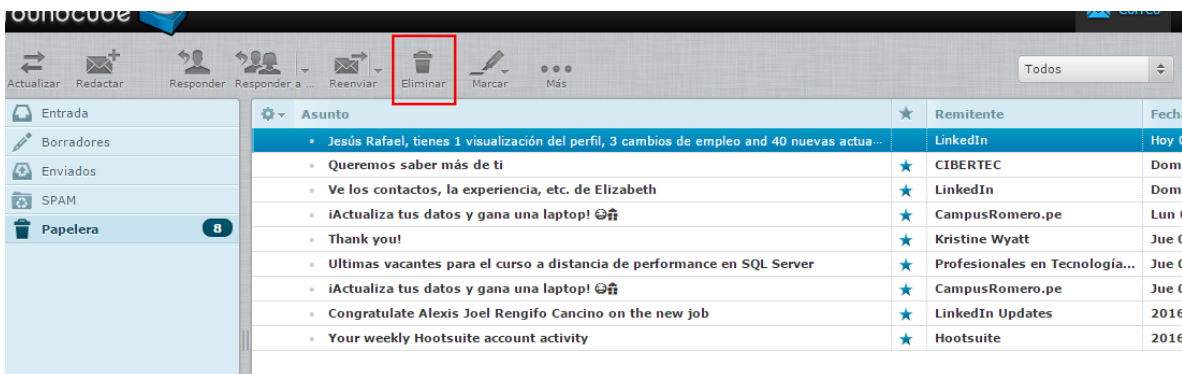 Correo
Actualizar Redactar Responder Responder a ... Reenviar Eliminar Marcar Más Todos
Entrada
Borradores
Enviados
SPAM
Papelera 8
Asunto Remitente Fecha
Jesús Rafael, tienes 1 visualización del perfil, 3 cambios de empleo and 40 nuevas actua... LinkedIn Hoy
Queremos saber más de ti CIBERTEC Dom
Ve los contactos, la experiencia, etc. de Elizabeth LinkedIn Dom
¡Actualiza tus datos y gana una laptop! CampusRomero.pe Lun
Thank you! Kristine Wyatt Jue
Ultimas vacantes para el curso a distancia de performance en SQL Server Profesionales en Tecnología... Jue
¡Actualiza tus datos y gana una laptop! CampusRomero.pe Jue
Congratulate Alexis Joel Rengifo Cancino on the new job LinkedIn Updates 2016
Your weekly Hootsuite account activity Hootsuite 2016